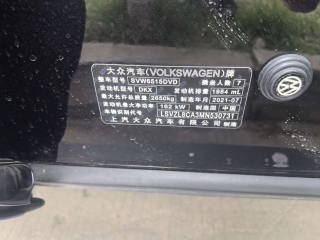 大众汽车(VOLKSWAGEN)牌
整车型号 SVW6515DVD 乘坐人数 7
发动机型号 DKX 发动机排量 1984 mL
最大允许总质量 2650kg 制造年月 2021-07
发动机最大净功率 162 kW 制造国 中国
车辆识别代号 LSVZL8CA3MN530731
上汽大众汽车有限公司 制造